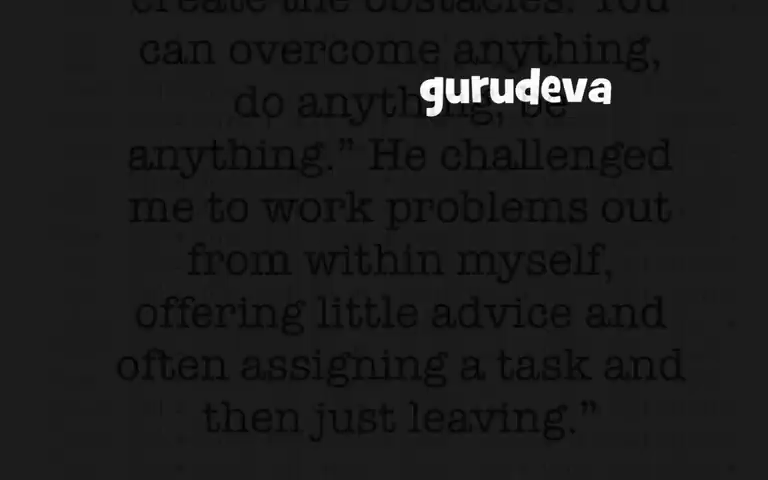 create the obstacles. You
can overcome anything,
gurudeva
do anything, be
anything.” He challenged
me to work problems out
from within myself,
offering little advice and
often assigning a task and
then just leaving.”